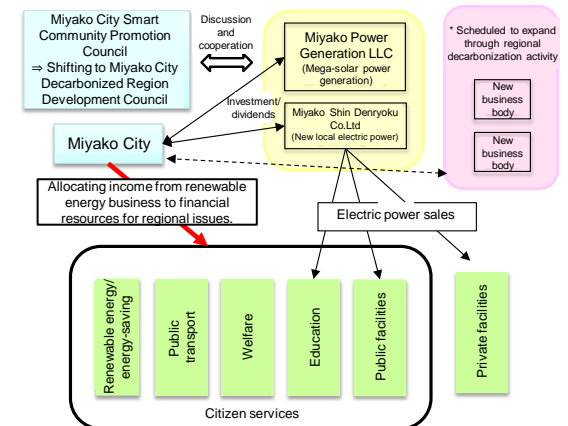 Miyako City Smart
Community Promotion
Council
⇒ Shifting to Miyako City
Decarbonized Region
Development Council
Discussion
and
cooperation
Miyako Power
Generation LLC
(Mega-solar power
generation)
* Scheduled to expand
through regional
decarbonization activity
New
business
body
New
business
body
Investment/
dividends
Miyako Shin Denryoku
Co.Ltd
(New local electric power)
Miyako City
Allocating income from renewable
energy business to financial
resources for regional issues.
Electric power sales
Renewable energy/
energy-saving
Public
transport
Welfare
Education
Public facilities
Private facilities
Citizen services